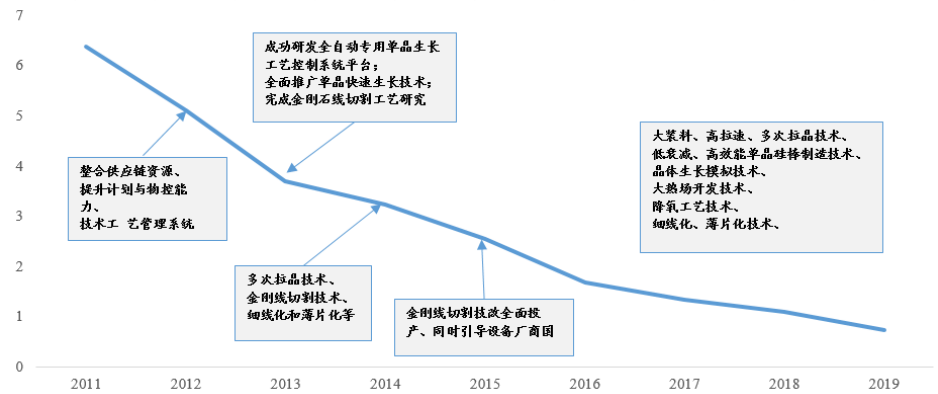 7
6
5
4
3
2
1
0
成功研发全自动专用单晶生长
工艺控制系统平台；
全面推广单晶快速生长技术；
完成金刚石线切割工艺研究
整合供应链资源、
提升计划与物控能
力、
技术工 艺管理系统
大装料、高拉速、多次拉晶技术、
低衰减、高效能单晶硅棒制造技术、
晶体生长模拟技术、
大热场开发技术、
降氧工艺技术、
细线化、薄片化技术、
多次拉晶技术、
金刚线切割技术、
细线化和薄片化等
金刚线切割技改全面投
产、同时引导设备厂商国
2011 2012 2013 2014 2015 2016 2017 2018 2019